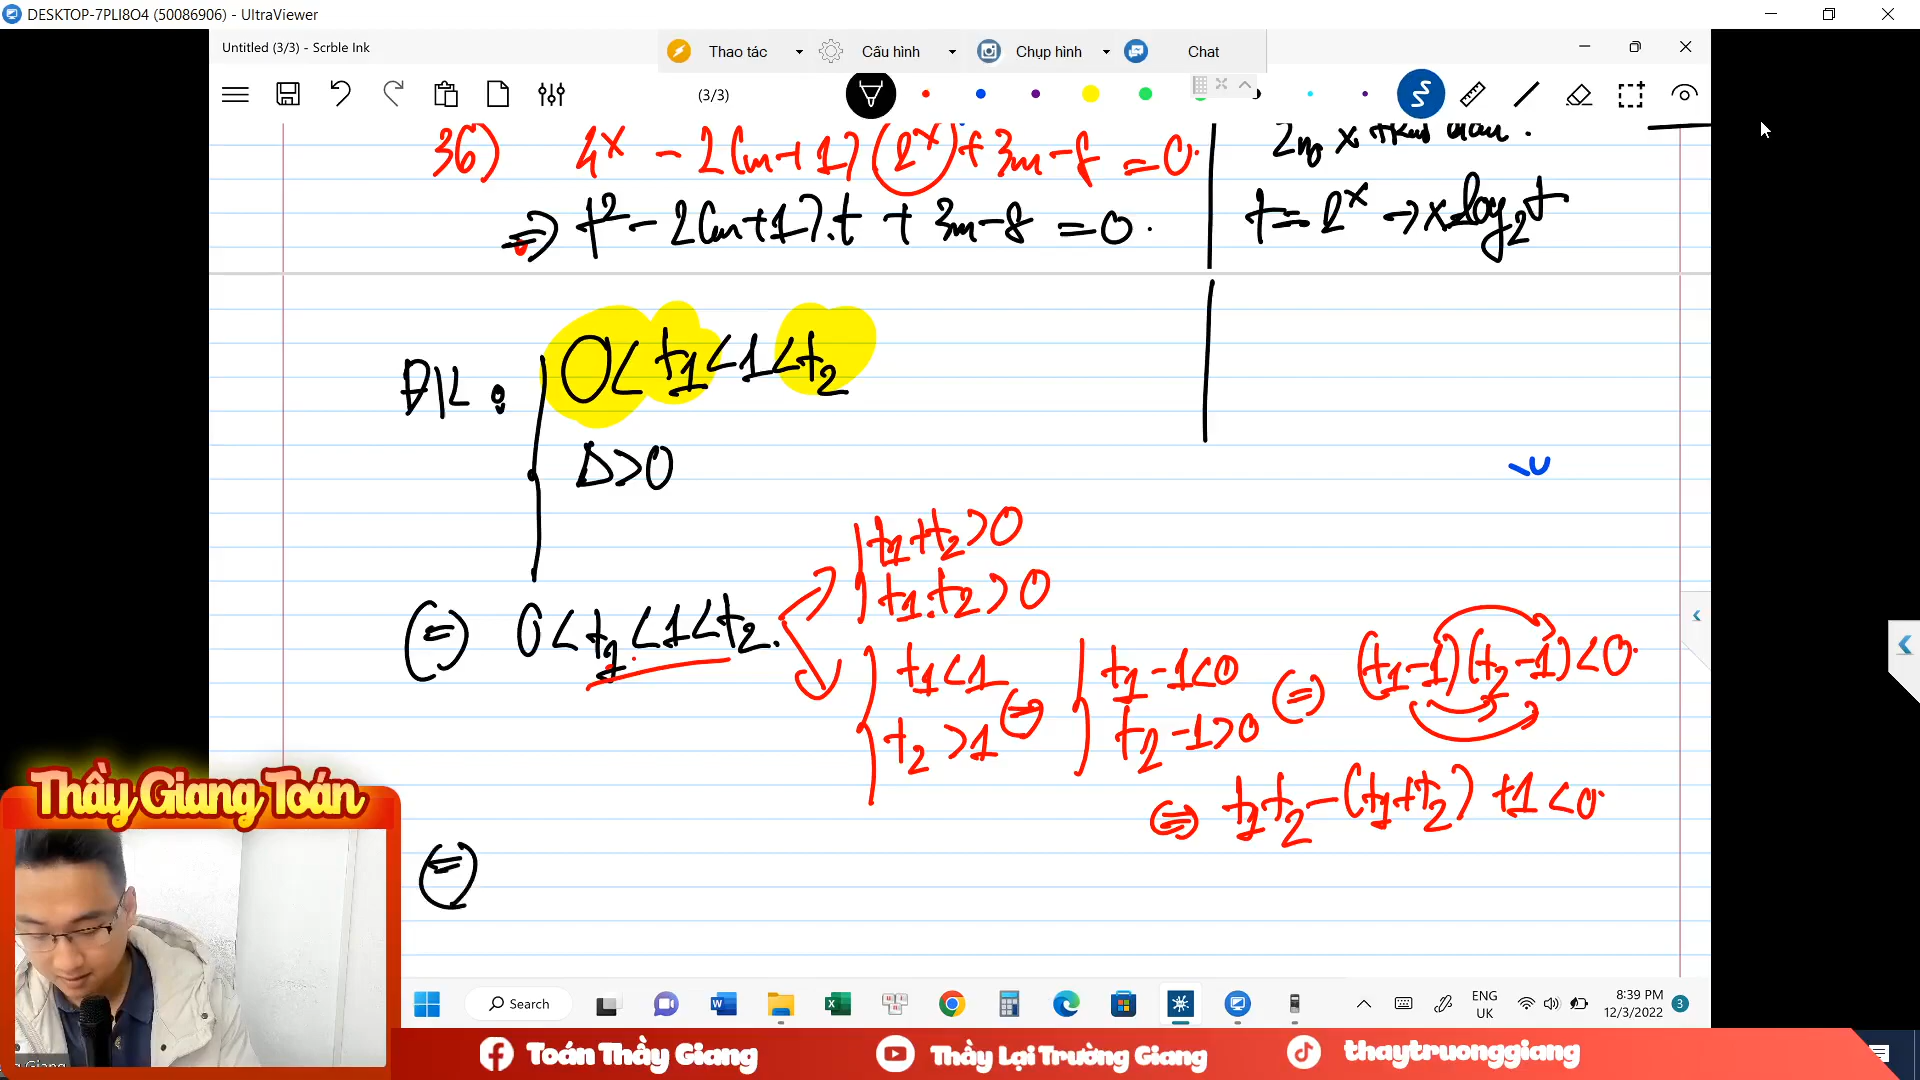 DESKTOP-7PLI8O4 (50086906) - UltraViewer
Untitled (3/3) - Scrble Ink
Thao tác
Cấu hình
Chụp hình
Chat
(3/3)
36) 4^x - 2(m+1)(2^x) + 3m - 8 = 0.
⇒ t² - 2(m+1).t + 3m - 8 = 0.
t = 2^x → x = log₂t
ĐK:
0 < t₁ < 1 < t₂
Δ > 0
t₁ + t₂ > 0
t₁.t₂ > 0
⇔ 0 < t₁ < 1 < t₂.
t₁ < 1
t₂ > 1
⇔
t₁ - 1 < 0
t₂ - 1 > 0
⇔ (t₁ - 1)(t₂ - 1) < 0.
⇔ t₁t₂ - (t₁ + t₂) + 1 < 0.
⇔
Thầy Giang Toán
Search
ENG
UK
8:39 PM
12/3/2022
3
Toán Thầy Giang
Thầy Lại Trường Giang
thaytruonggiang